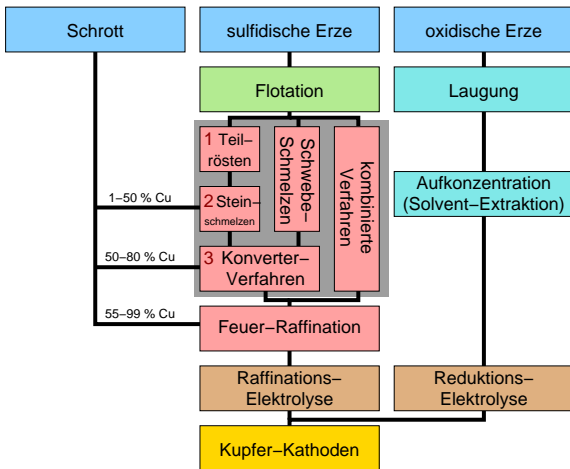 Schrott
sulfidische Erze
oxidische Erze
Flotation
Laugung
1 Teil–
rösten
Schwebe–
Schmelzen
kombinierte
Verfahren
1–50 % Cu
2 Stein–
schmelzen
Aufkonzentration
(Solvent–Extraktion)
50–80 % Cu
3 Konverter–
Verfahren
55–99 % Cu
Feuer–Raffination
Raffinations–
Elektrolyse
Reduktions–
Elektrolyse
Kupfer–Kathoden